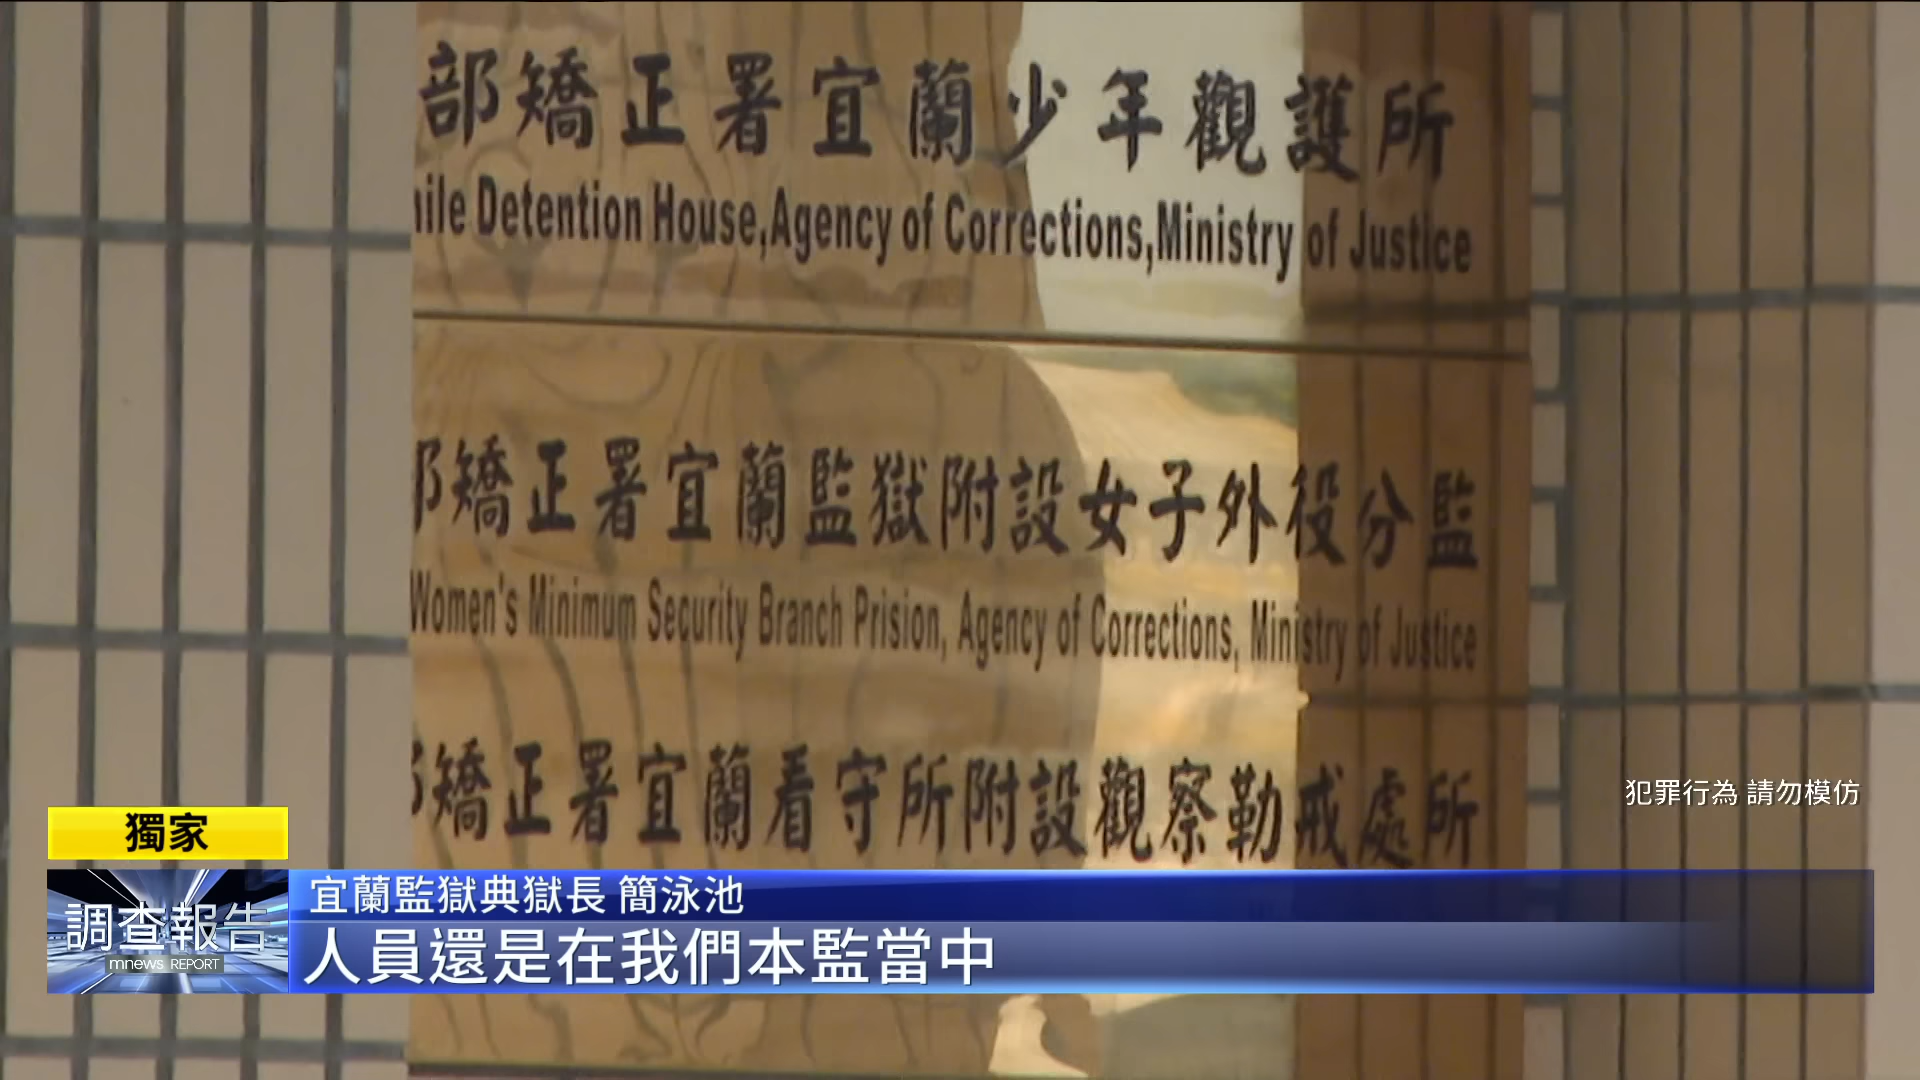 部矯正署宜蘭少年觀護所
ile Detention House,Agency of Corrections,Ministry of Justice
矯正署宜蘭監獄附設女子外役分監
Women's Minimum Security Branch Prision, Agency of Corrections, Ministry of Justice
矯正署宜蘭看守所附設觀察勒戒處所
犯罪行為 請勿模仿
獨家
宜蘭監獄典獄長 簡泳池
調查報告
mnews REPORT
人員還是在我們本監當中